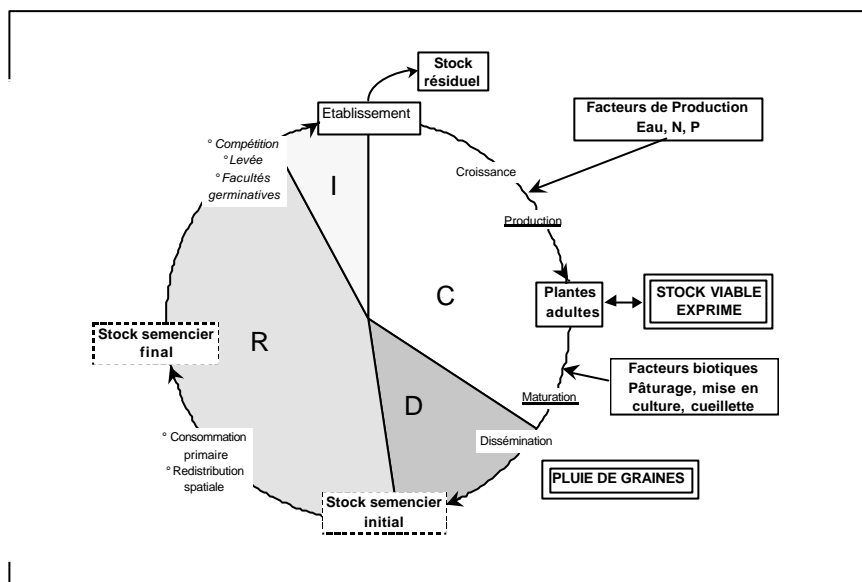 Stock
résiduel
Etablissement
Facteurs de Production
Eau, N, P
° Compétition
° Levée
° Facultés
germinatives
I
Croissance
Production
C
Plantes
adultes
STOCK VIABLE
EXPRIME
Stock semencier
final
R
Facteurs biotiques
Pâturage, mise en
culture, cueillette
D
Maturation
Dissémination
° Consommation
primaire
° Redistribution
spatiale
PLUIE DE GRAINES
Stock semencier
initial